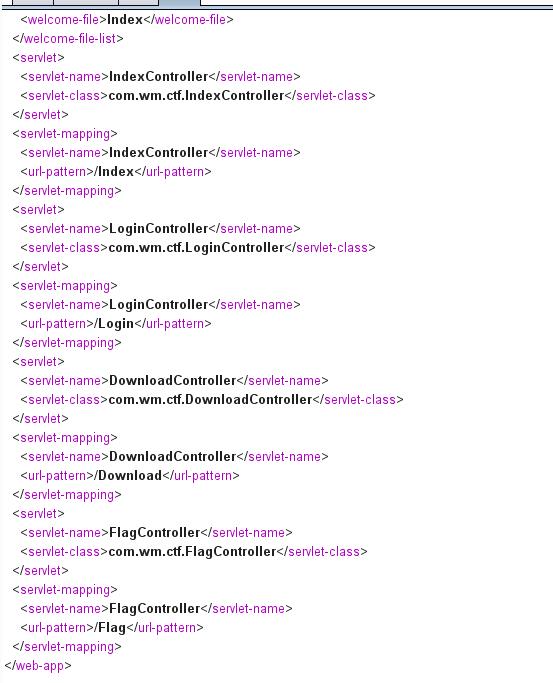 <welcome-file>Index</welcome-file>
</welcome-file-list>
<servlet>
<servlet-name>IndexController</servlet-name>
<servlet-class>com.wm.ctf.IndexController</servlet-class>
</servlet>
<servlet-mapping>
<servlet-name>IndexController</servlet-name>
<url-pattern>/Index</url-pattern>
</servlet-mapping>
<servlet>
<servlet-name>LoginController</servlet-name>
<servlet-class>com.wm.ctf.LoginController</servlet-class>
</servlet>
<servlet-mapping>
<servlet-name>LoginController</servlet-name>
<url-pattern>/Login</url-pattern>
</servlet-mapping>
<servlet>
<servlet-name>DownloadController</servlet-name>
<servlet-class>com.wm.ctf.DownloadController</servlet-class>
</servlet>
<servlet-mapping>
<servlet-name>DownloadController</servlet-name>
<url-pattern>/Download</url-pattern>
</servlet-mapping>
<servlet>
<servlet-name>FlagController</servlet-name>
<servlet-class>com.wm.ctf.FlagController</servlet-class>
</servlet>
<servlet-mapping>
<servlet-name>FlagController</servlet-name>
<url-pattern>/Flag</url-pattern>
</servlet-mapping>
</web-app>